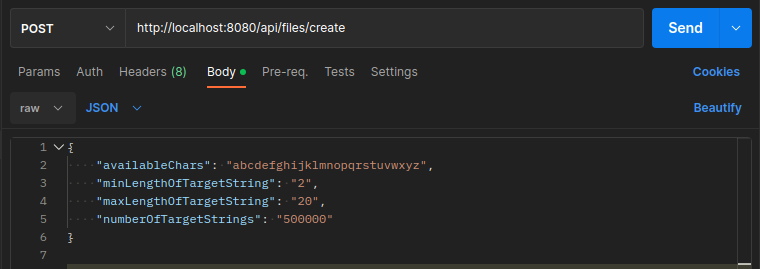 POST http://localhost:8080/api/files/create Send
Params Auth Headers (8) Body Pre-req. Tests Settings Cookies
raw JSON Beautify
1 {
2 "availableChars": "abcdefghijklmnopqrstuvwxyz",
3 "minLengthOfTargetString": "2",
4 "maxLengthOfTargetString": "20",
5 "numberOfTargetStrings": "500000"
6 }
7